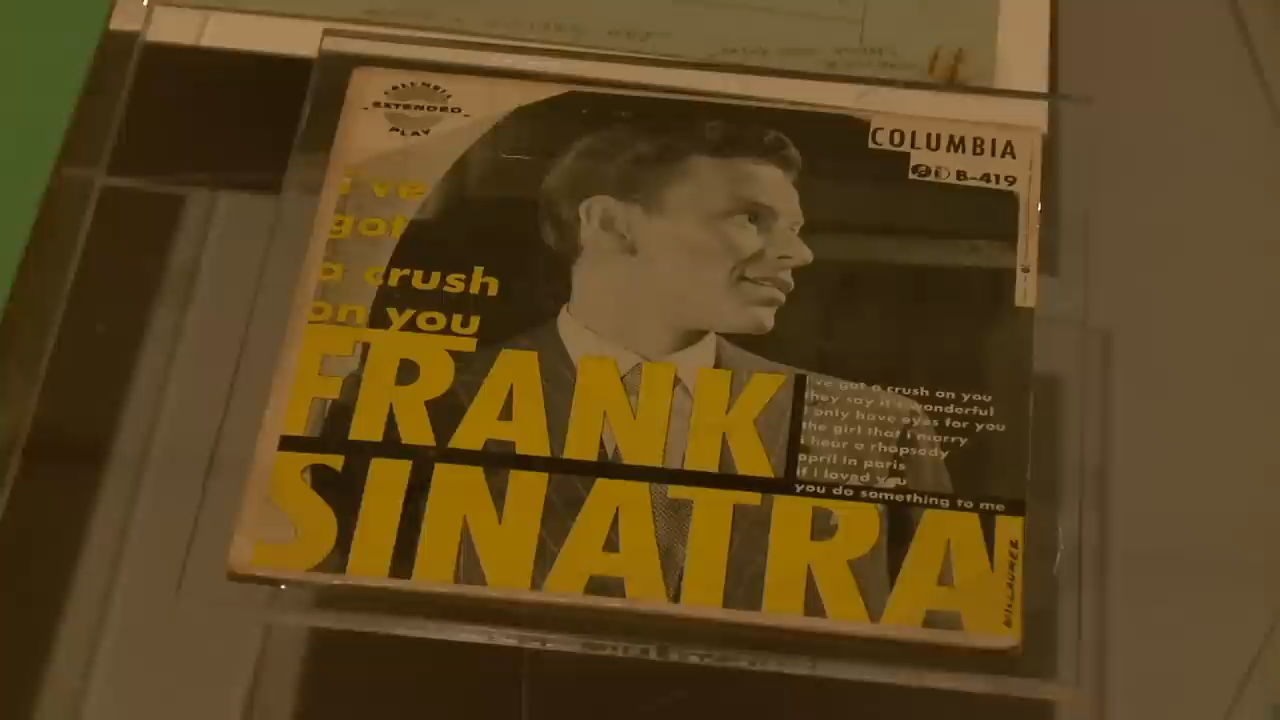 COLUMBIA
EXTENDED
PLAY
COLUMBIA
B-419
i've
got
a crush
on you
FRANK
SINATRA
i've got a crush on you
they say it's wonderful
i only have eyes for you
the girl that i marry
i hear a rhapsody
april in paris
if i loved you
you do something to me